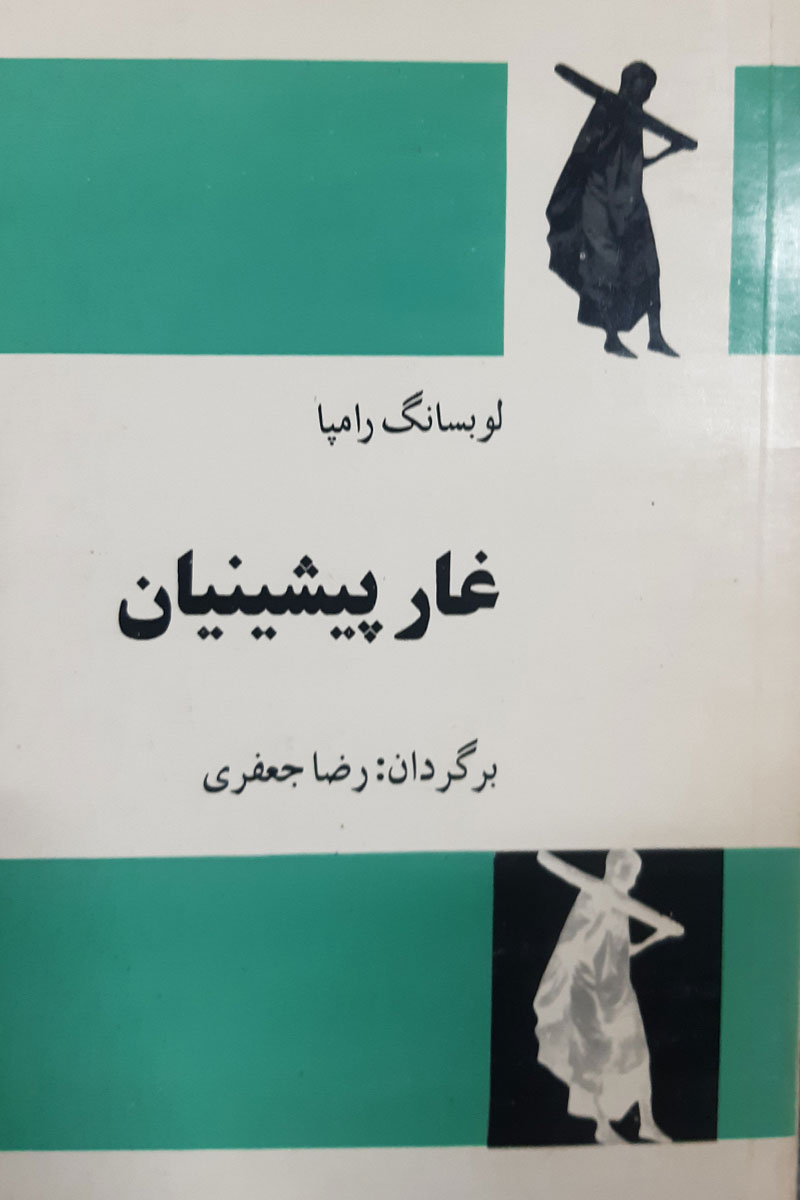 لوبسانگ رامپا
غار پیشینیان
برگردان: رضا جعفری